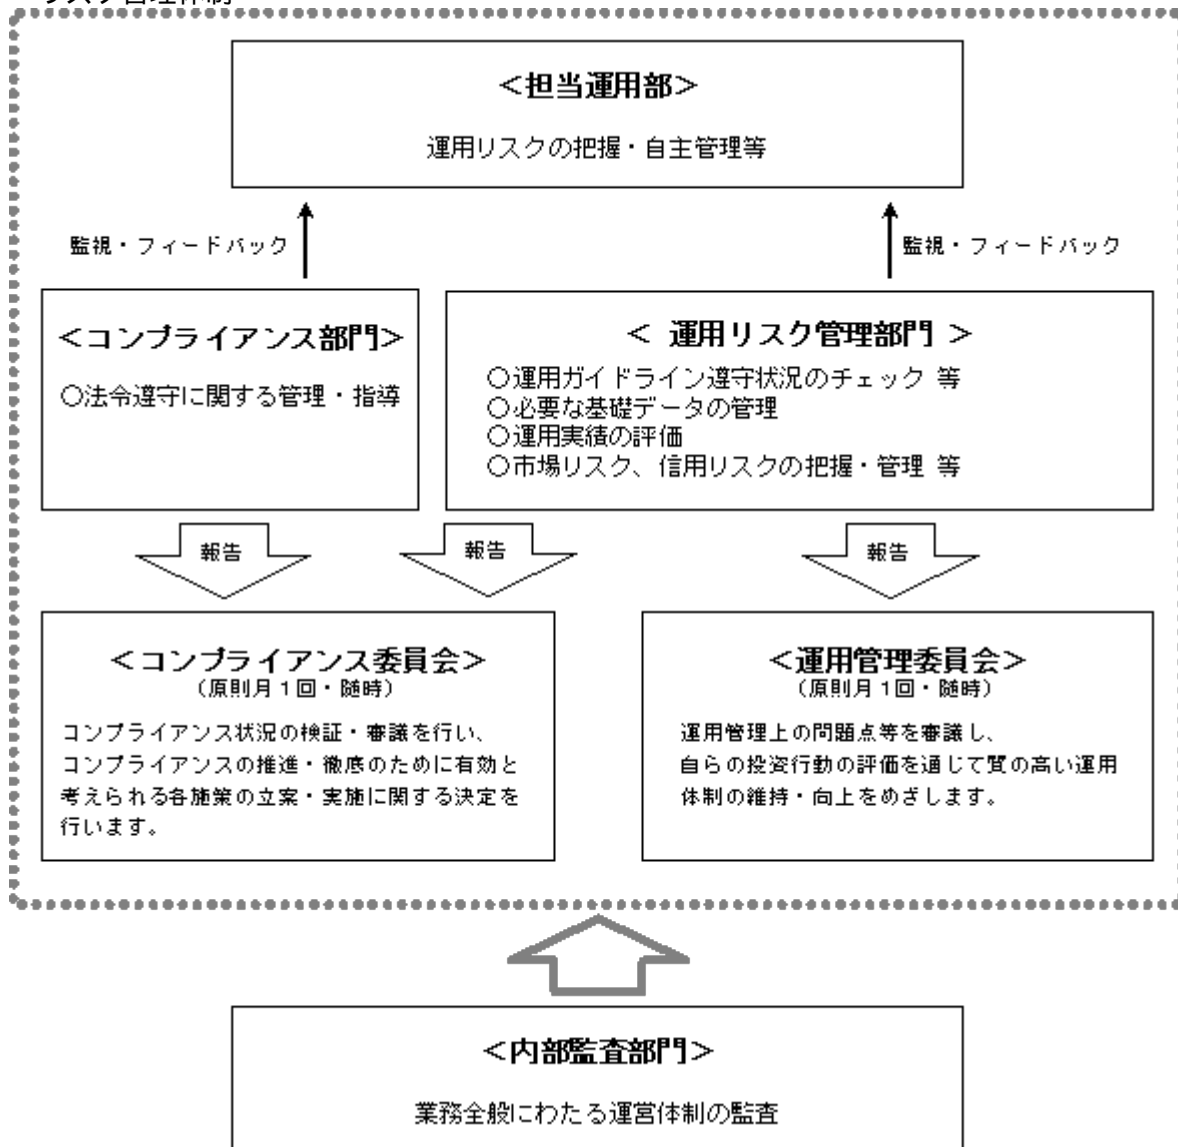 リスク管理体制
＜担当運用部＞
運用リスクの把握・自主管理等
監視・フィードバック
監視・フィードバック
＜コンプライアンス部門＞
○法令遵守に関する管理・指導
＜ 運用リスク管理部門 ＞
○運用ガイドライン遵守状況のチェック 等
○必要な基礎データの管理
○運用実績の評価
○市場リスク、信用リスクの把握・管理 等
報告
報告
報告
＜コンプライアンス委員会＞
（原則月１回・随時）
コンプライアンス状況の検証・審議を行い、
コンプライアンスの推進・徹底のために有効と
考えられる各施策の立案・実施に関する決定を
行います。
＜運用管理委員会＞
（原則月１回・随時）
運用管理上の問題点等を審議し、
自らの投資行動の評価を通じて質の高い運用
体制の維持・向上をめざします。
＜内部監査部門＞
業務全般にわたる運営体制の監査